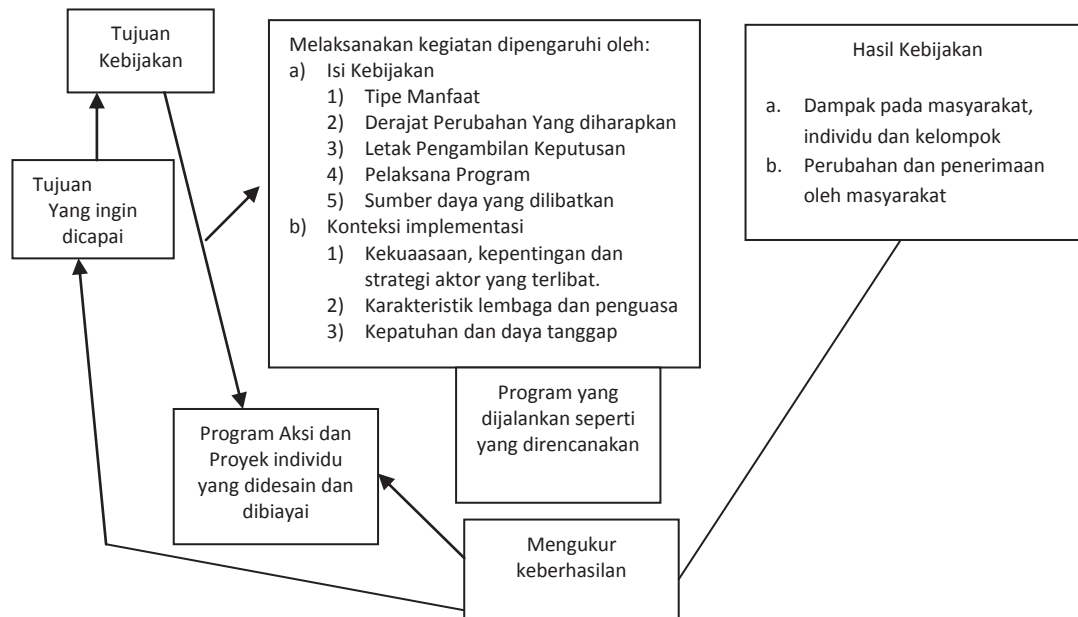 Tujuan
Kebijakan
Melaksanakan kegiatan dipengaruhi oleh:
a) Isi Kebijakan
1) Tipe Manfaat
2) Derajat Perubahan Yang diharapkan
3) Letak Pengambilan Keputusan
4) Pelaksana Program
5) Sumber daya yang dilibatkan
b) Konteksi implementasi
1) Kekuaasaan, kepentingan dan
strategi aktor yang terlibat.
2) Karakteristik lembaga dan penguasa
3) Kepatuhan dan daya tanggap
Hasil Kebijakan
a. Dampak pada masyarakat,
individu dan kelompok
b. Perubahan dan penerimaan
oleh masyarakat
Tujuan
Yang ingin
dicapai
Program yang
dijalankan seperti
yang direncanakan
Program Aksi dan
Proyek individu
yang didesain dan
dibiayai
Mengukur
keberhasilan